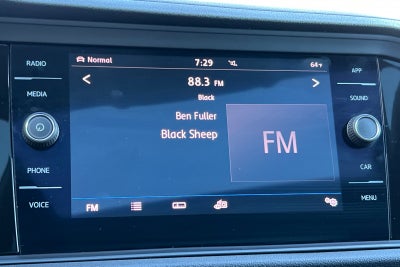 RADIO
MEDIA
PHONE
VOICE
Normal
7:29
64°F
88.3 FM
Black
Ben Fuller
Black Sheep
FM
FM
APP
SOUND
CAR
MENU